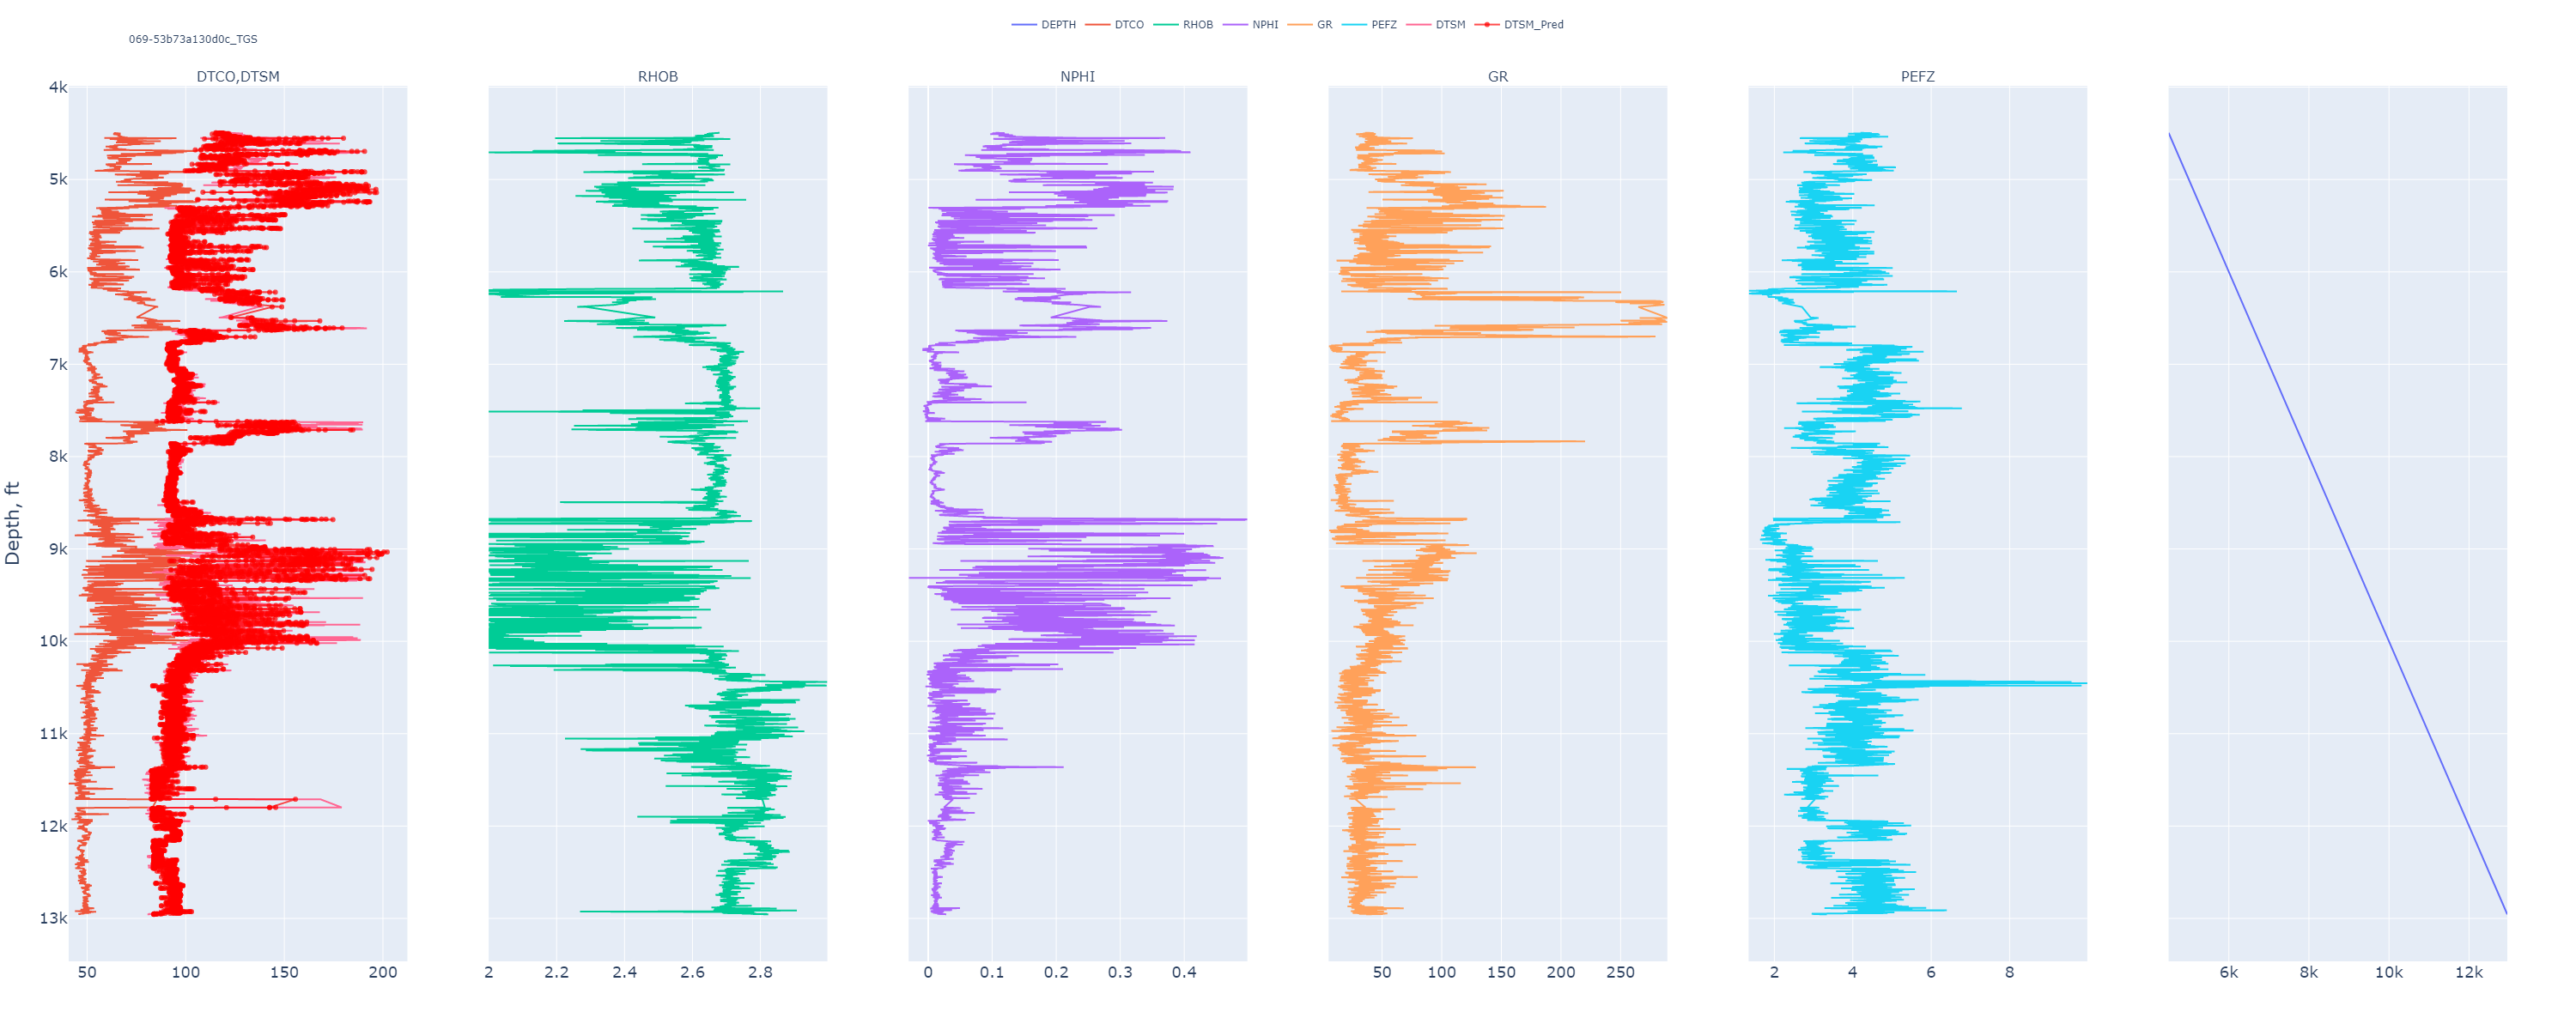 DEPTH DTCO RHOB NPHI GR PEFZ DTSM DTSM_Pred
069-53b73a130d0c_TGS
DTCO,DTSM RHOB NPHI GR PEFZ
4k
5k
6k
7k
8k
9k
10k
11k
12k
13k
Depth, ft
50 100 150 200 2 2.2 2.4 2.6 2.8 0 0.1 0.2 0.3 0.4 50 100 150 200 250 2 4 6 8 6k 8k 10k 12k